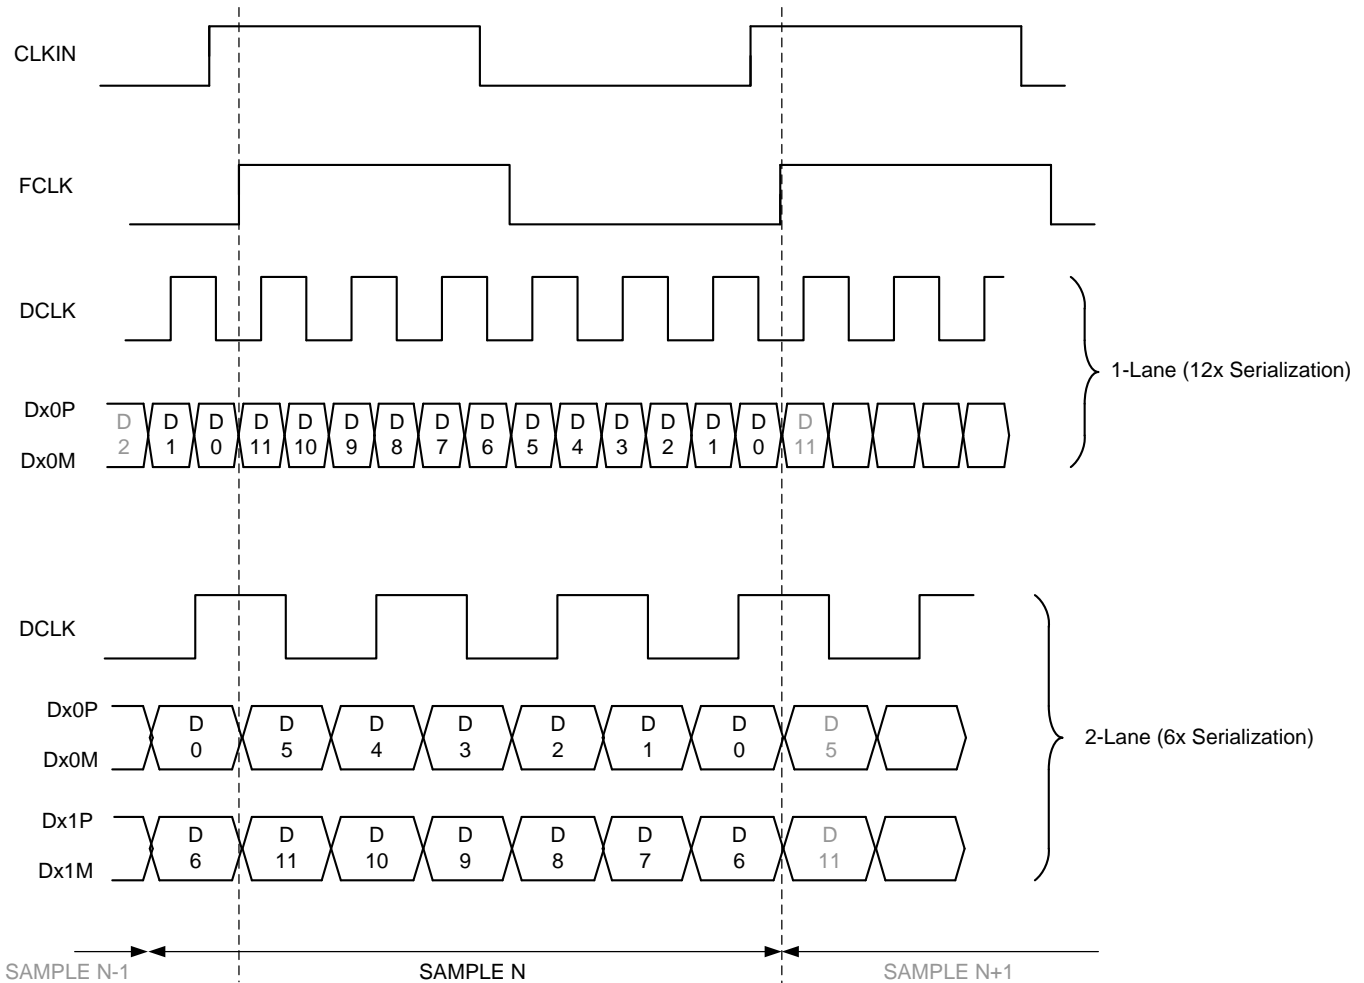 CLKIN
FCLK
DCLK
1-Lane (12x Serialization)
Dx0P
Dx0M
D D D D D D D D D D D D D D D D
2 1 0 11 10 9 8 7 6 5 4 3 2 1 0 11
DCLK
2-Lane (6x Serialization)
Dx0P
Dx0M
D D D D D D D D
0 5 4 3 2 1 0 5
Dx1P
Dx1M
D D D D D D D D
6 11 10 9 8 7 6 11
SAMPLE N-1
SAMPLE N
SAMPLE N+1